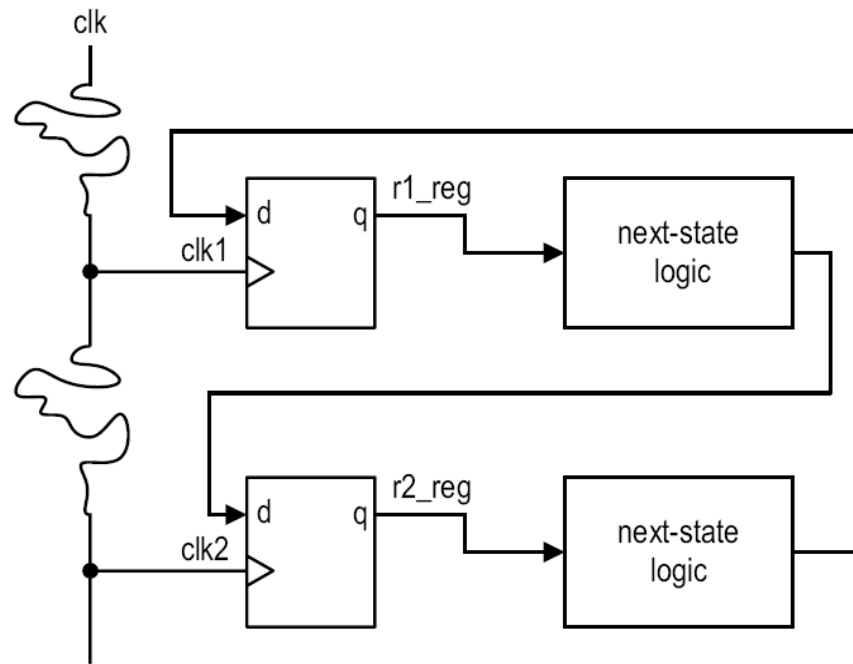 clk
d
q
r1_reg
next-state
logic
clk1
d
q
r2_reg
next-state
logic
clk2